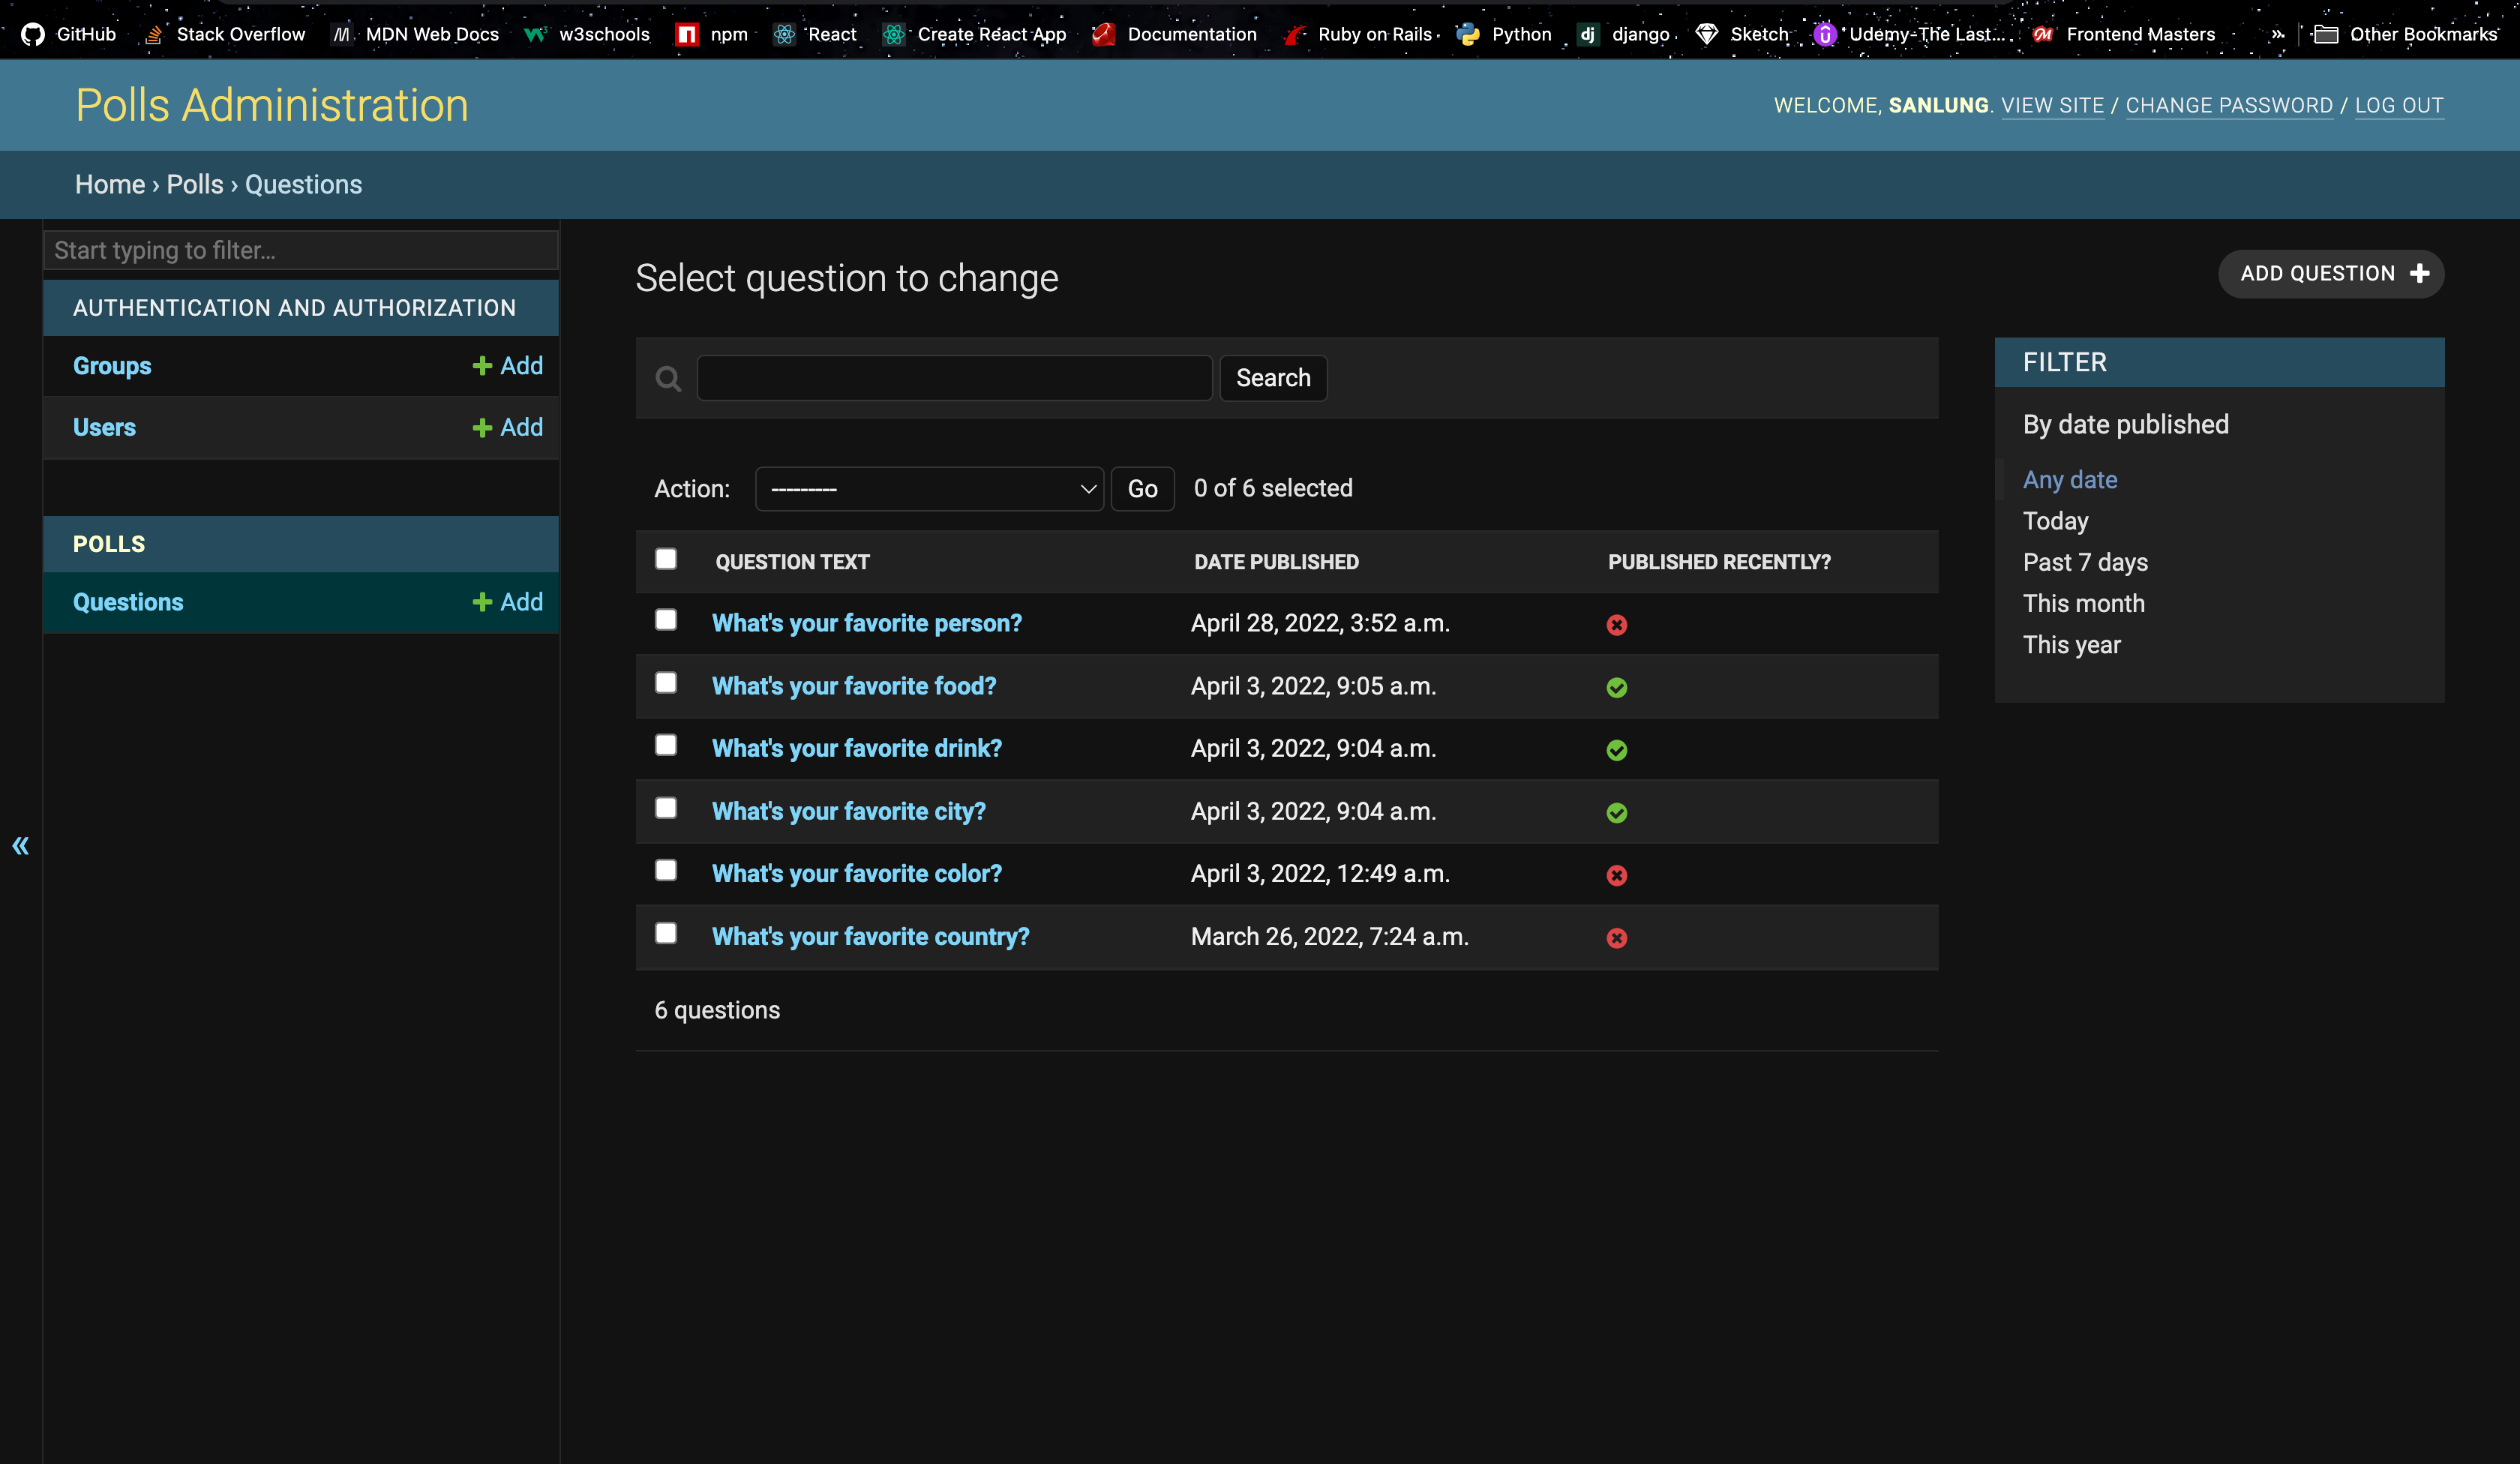 GitHub Stack Overflow MDN Web Docs w3schools npm React Create React App Documentation Ruby on Rails Python django Sketch Udemy-The Last... Frontend Masters » Other Bookmarks
Polls Administration
WELCOME, SANLUNG. VIEW SITE / CHANGE PASSWORD / LOG OUT
Home › Polls › Questions
Start typing to filter...
AUTHENTICATION AND AUTHORIZATION
Groups + Add
Users + Add
POLLS
Questions + Add
«
Select question to change
ADD QUESTION +
Search
Action: --------- Go 0 of 6 selected
QUESTION TEXT DATE PUBLISHED PUBLISHED RECENTLY?
What's your favorite person? April 28, 2022, 3:52 a.m.
What's your favorite food? April 3, 2022, 9:05 a.m.
What's your favorite drink? April 3, 2022, 9:04 a.m.
What's your favorite city? April 3, 2022, 9:04 a.m.
What's your favorite color? April 3, 2022, 12:49 a.m.
What's your favorite country? March 26, 2022, 7:24 a.m.
6 questions
FILTER
By date published
Any date
Today
Past 7 days
This month
This year